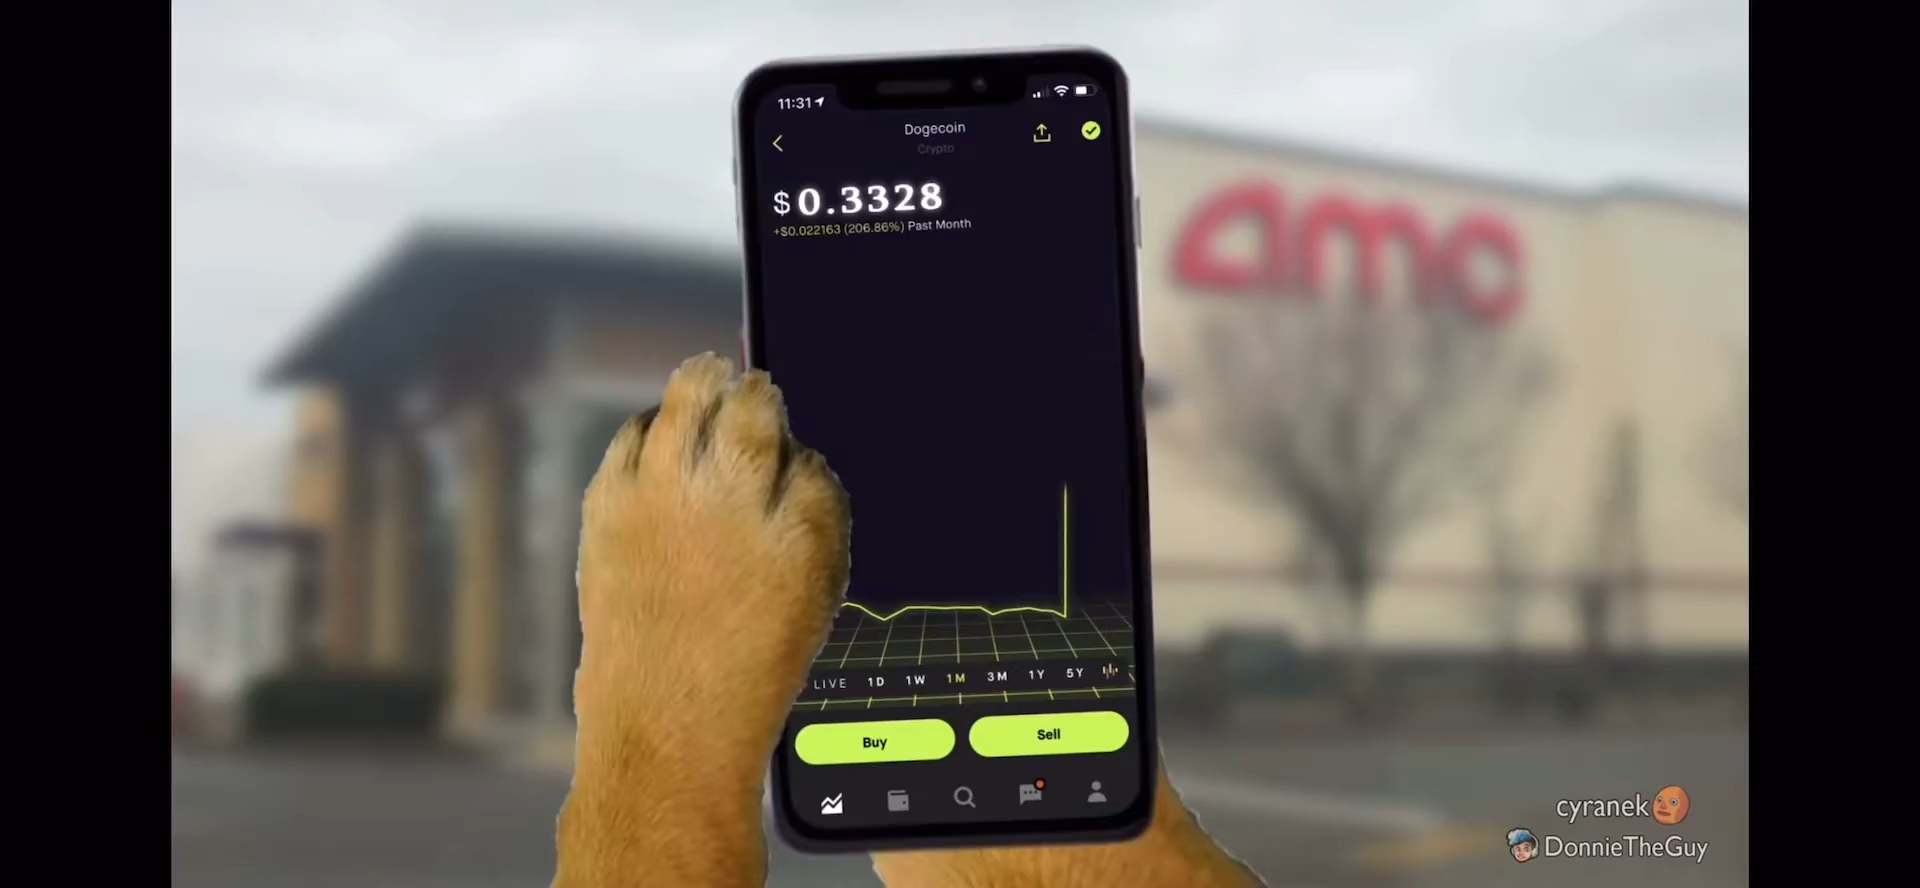 11:31
Dogecoin
Crypto
$0.3328
+$0.022163 (206.86%) Past Month
amc
LIVE 1D 1W 1M 3M 1Y 5Y
Buy Sell
cyranek
DonnieTheGuy